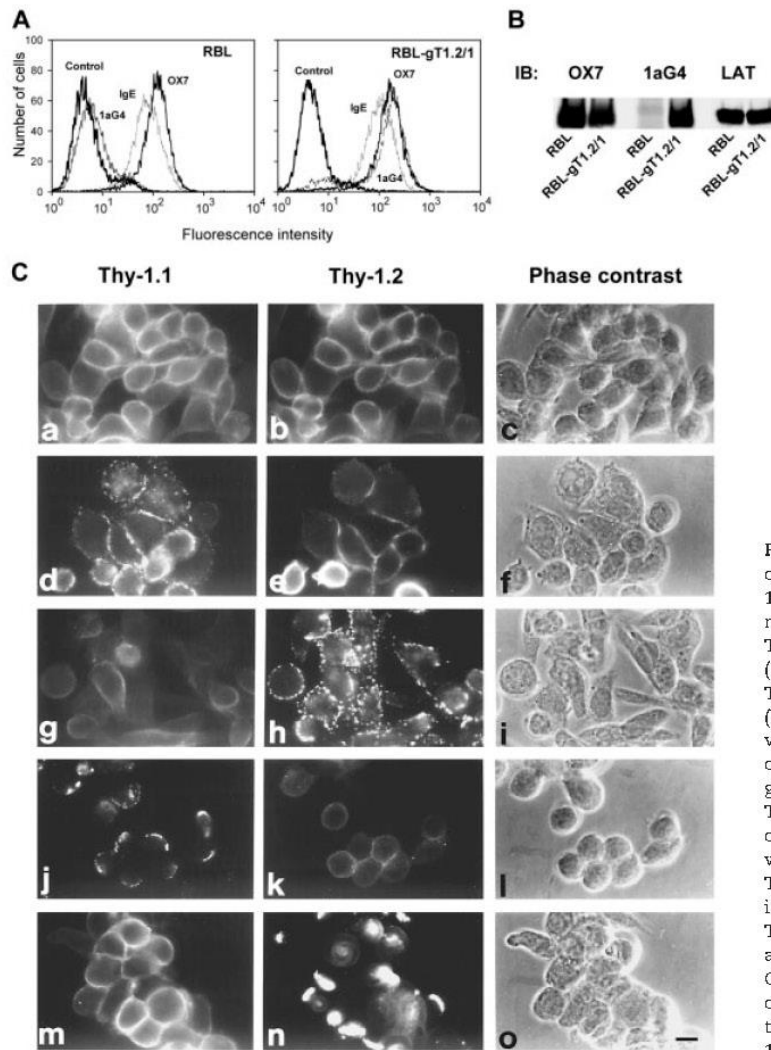 A
RBL
RBL-gT1.2/1
Number of cells
100
80
60
40
20
0
Control
1aG4
IgE
OX7
Control
IgE
OX7
1aG4
10^0 10^1 10^2 10^3 10^4
10^0 10^1 10^2 10^3 10^4
Fluorescence intensity
B
IB: OX7 1aG4 LAT
RBL
RBL-gT1.2/1
RBL
RBL-gT1.2/1
RBL
RBL-gT1.2/1
C
Thy-1.1 Thy-1.2 Phase contrast
a b c
d e f
g h i
j k l
m n o